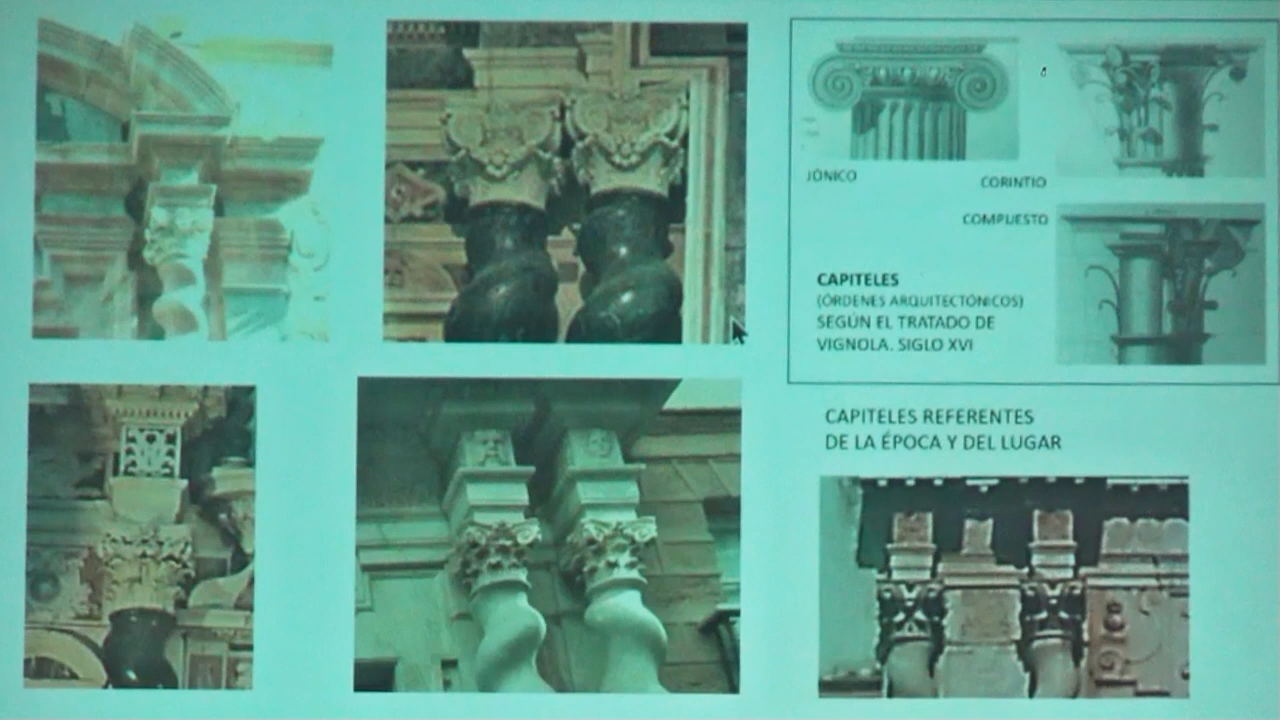 JÓNICO
CORINTIO
COMPUESTO
CAPITELES
(ÓRDENES ARQUITECTÓNICOS)
SEGÚN EL TRATADO DE
VIGNOLA. SIGLO XVI
CAPITELES REFERENTES
DE LA ÉPOCA Y DEL LUGAR